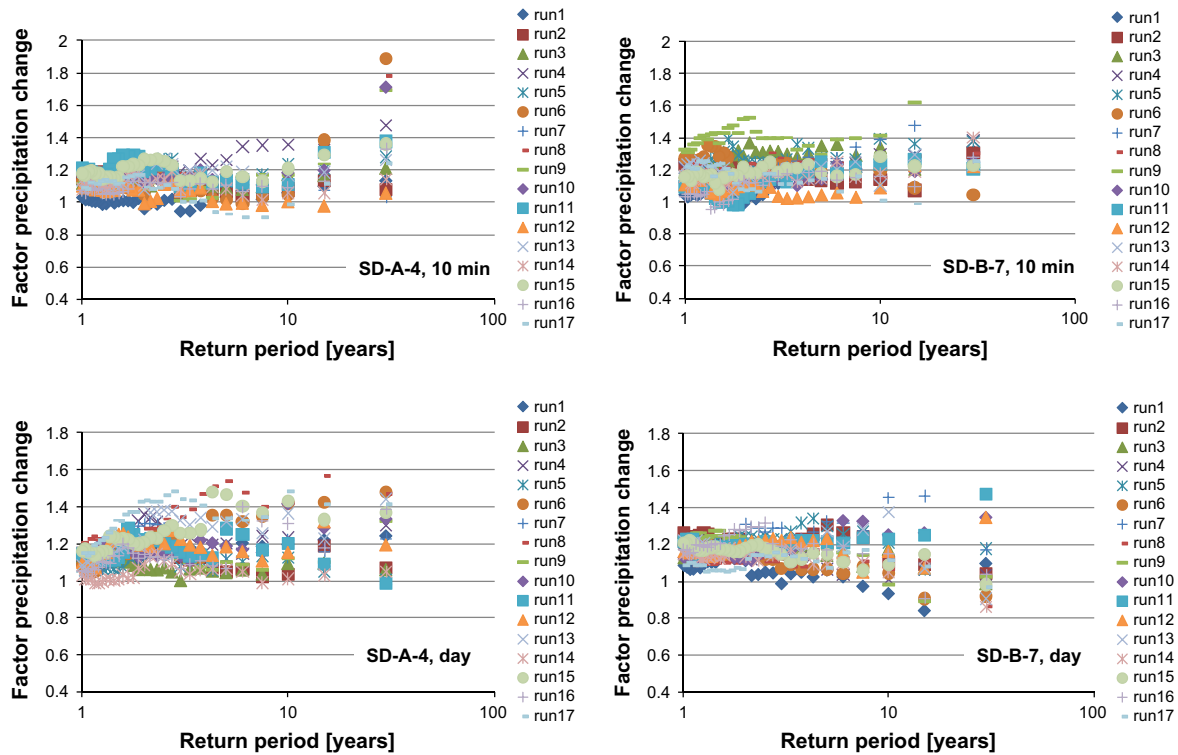 Factor precipitation change
2
1.8
1.6
1.4
1.2
1
0.8
0.6
0.4
1
10
100
SD-A-4, 10 min
Return period [years]
run1
run2
run3
run4
run5
run6
run7
run8
run9
run10
run11
run12
run13
run14
run15
run16
run17
Factor precipitation change
2
1.8
1.6
1.4
1.2
1
0.8
0.6
0.4
1
10
100
SD-B-7, 10 min
Return period [years]
run1
run2
run3
run4
run5
run6
run7
run8
run9
run10
run11
run12
run13
run14
run15
run16
run17
Factor precipitation change
1.8
1.6
1.4
1.2
1
0.8
0.6
0.4
1
10
100
SD-A-4, day
Return period [years]
run1
run2
run3
run4
run5
run6
run7
run8
run9
run10
run11
run12
run13
run14
run15
run16
run17
Factor precipitation change
1.8
1.6
1.4
1.2
1
0.8
0.6
0.4
1
10
100
SD-B-7, day
Return period [years]
run1
run2
run3
run4
run5
run6
run7
run8
run9
run10
run11
run12
run13
run14
run15
run16
run17